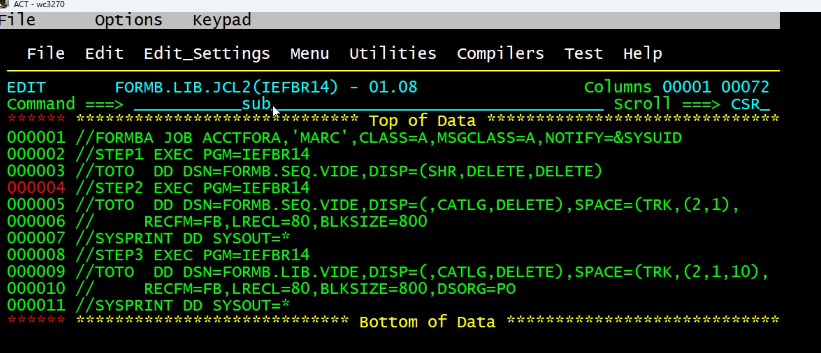 ACT - wc3270
File Options Keypad
File Edit Edit_Settings Menu Utilities Compilers Test Help
EDIT FORMB.LIB.JCL2(IEFBR14) - 01.08 Columns 00001 00072
Command ===> ___________sub__________________________________ Scroll ===> CSR_
****** **************************** Top of Data ******************************
000001 //FORMBA JOB ACCTFORA,'MARC',CLASS=A,MSGCLASS=A,NOTIFY=&SYSUID
000002 //STEP1 EXEC PGM=IEFBR14
000003 //TOTO DD DSN=FORMB.SEQ.VIDE,DISP=(SHR,DELETE,DELETE)
000004 //STEP2 EXEC PGM=IEFBR14
000005 //TOTO DD DSN=FORMB.SEQ.VIDE,DISP=(,CATLG,DELETE),SPACE=(TRK,(2,1),
000006 // RECFM=FB,LRECL=80,BLKSIZE=800
000007 //SYSPRINT DD SYSOUT=*
000008 //STEP3 EXEC PGM=IEFBR14
000009 //TOTO DD DSN=FORMB.LIB.VIDE,DISP=(,CATLG,DELETE),SPACE=(TRK,(2,1,10),
000010 // RECFM=FB,LRECL=80,BLKSIZE=800,DSORG=PO
000011 //SYSPRINT DD SYSOUT=*
****** **************************** Bottom of Data ****************************